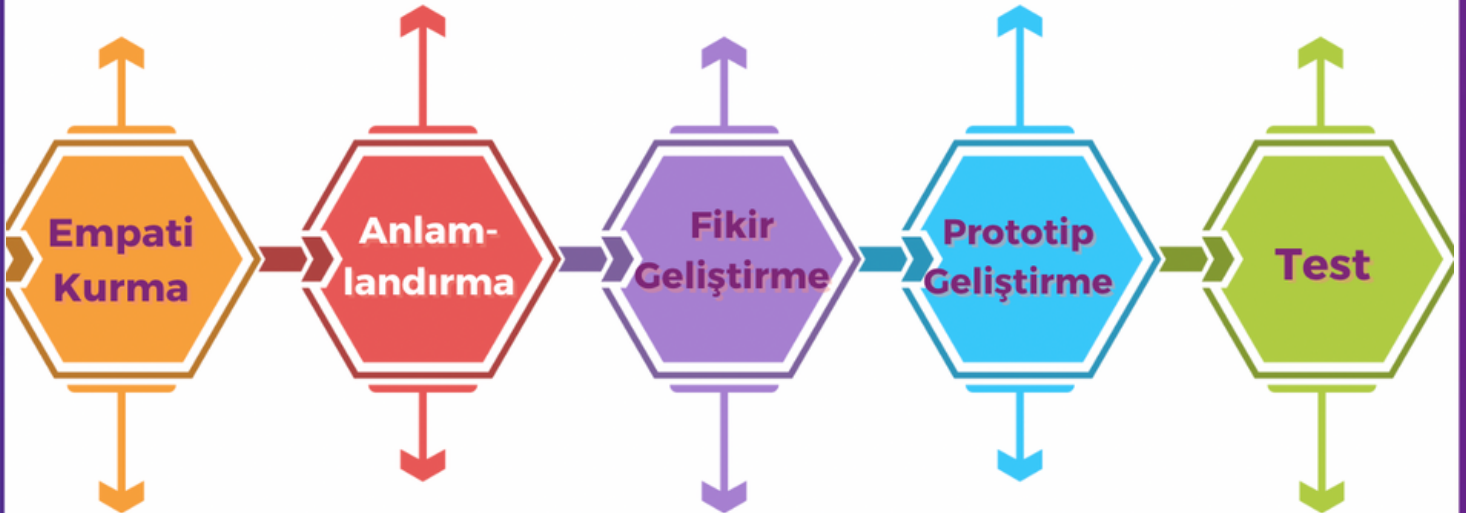 Empati
Kurma
Anlam-
landırma
Fikir
Geliştirme
Prototip
Geliştirme
Test